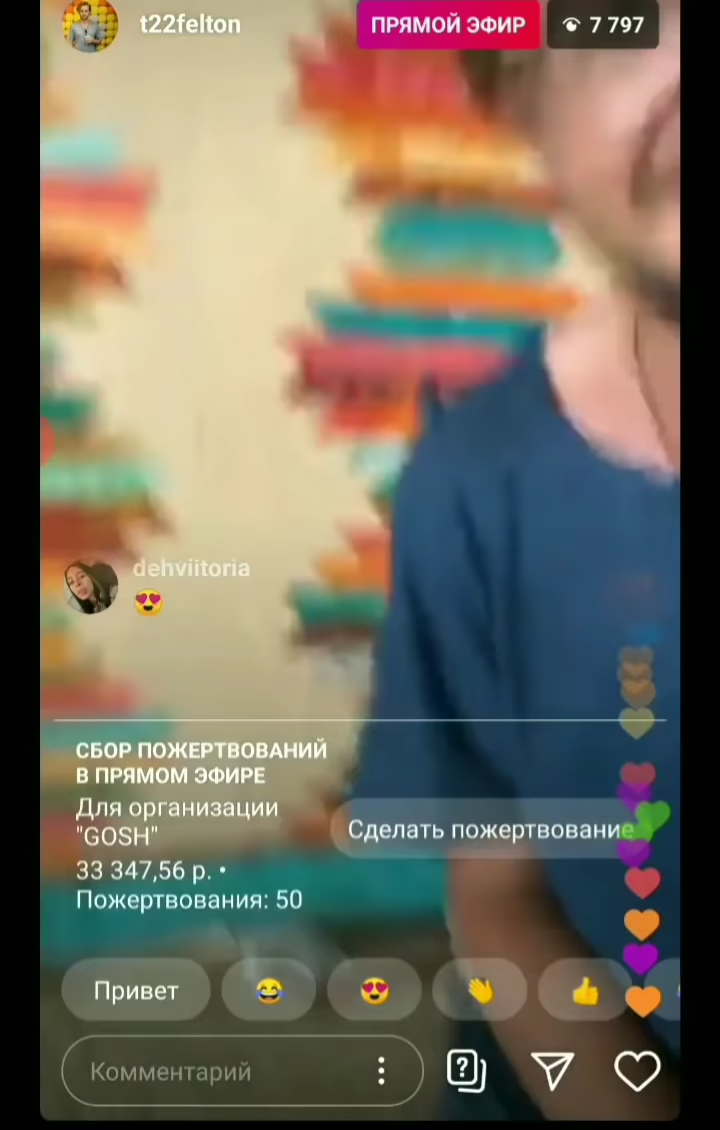 t22felton
ПРЯМОЙ ЭФИР
7 797
dehviitoria
СБОР ПОЖЕРТВОВАНИЙ
В ПРЯМОМ ЭФИРЕ
Для организации
"GOSH"
Сделать пожертвование
33 347,56 р. •
Пожертвования: 50
Привет
Комментарий